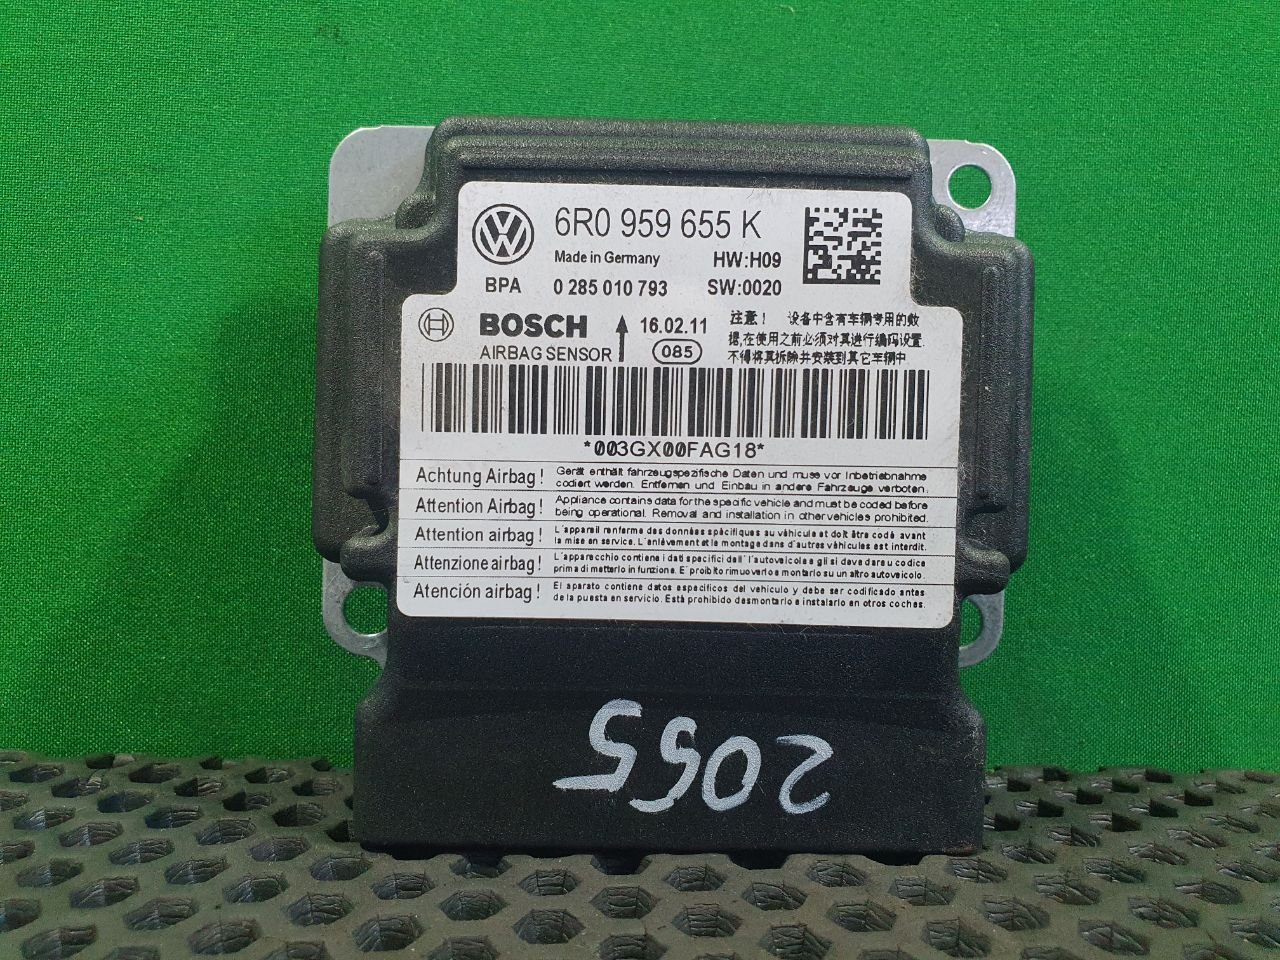 6R0 959 655 K
Made in Germany HW:H09
BPA 0 285 010 793 SW:0020
BOSCH 16.02.11
AIRBAG SENSOR 085
注意! 设备中含有车辆专用的数
据,在使用之前必须对其进行编码设置.
不得将其拆除并安装到其它车辆中
*003GX00FAG18*
Achtung Airbag! Gerät enthält fahrzeugspezifische Daten und muss vor Inbetriebnahme
codiert werden. Entfernen und Einbau in andere Fahrzeuge verboten.
Attention Airbag! Appliance contains data for the specific vehicle and must be coded before
being operational. Removal and installation in other vehicles prohibited.
Attention airbag! L'appareil renferme des données spécifiques au véhicule et doit être codé avant
la mise en service. L'enlèvement et le montage dans d'autres véhicules est interdit.
Attenzione airbag! L'apparecchio contiene i dati specifici dell'l'autoveicolo e gli si deve dare u codice
prima di metterlo in funzione. E' proibito rimuoverlo o montarlo su un altro autoveicolo.
Atención airbag! El aparato contiene datos específicos del vehículo y debe ser codificado antes
de la puesta en servicio. Está prohibido desmontarlo e instalarlo en otros coches.
2055